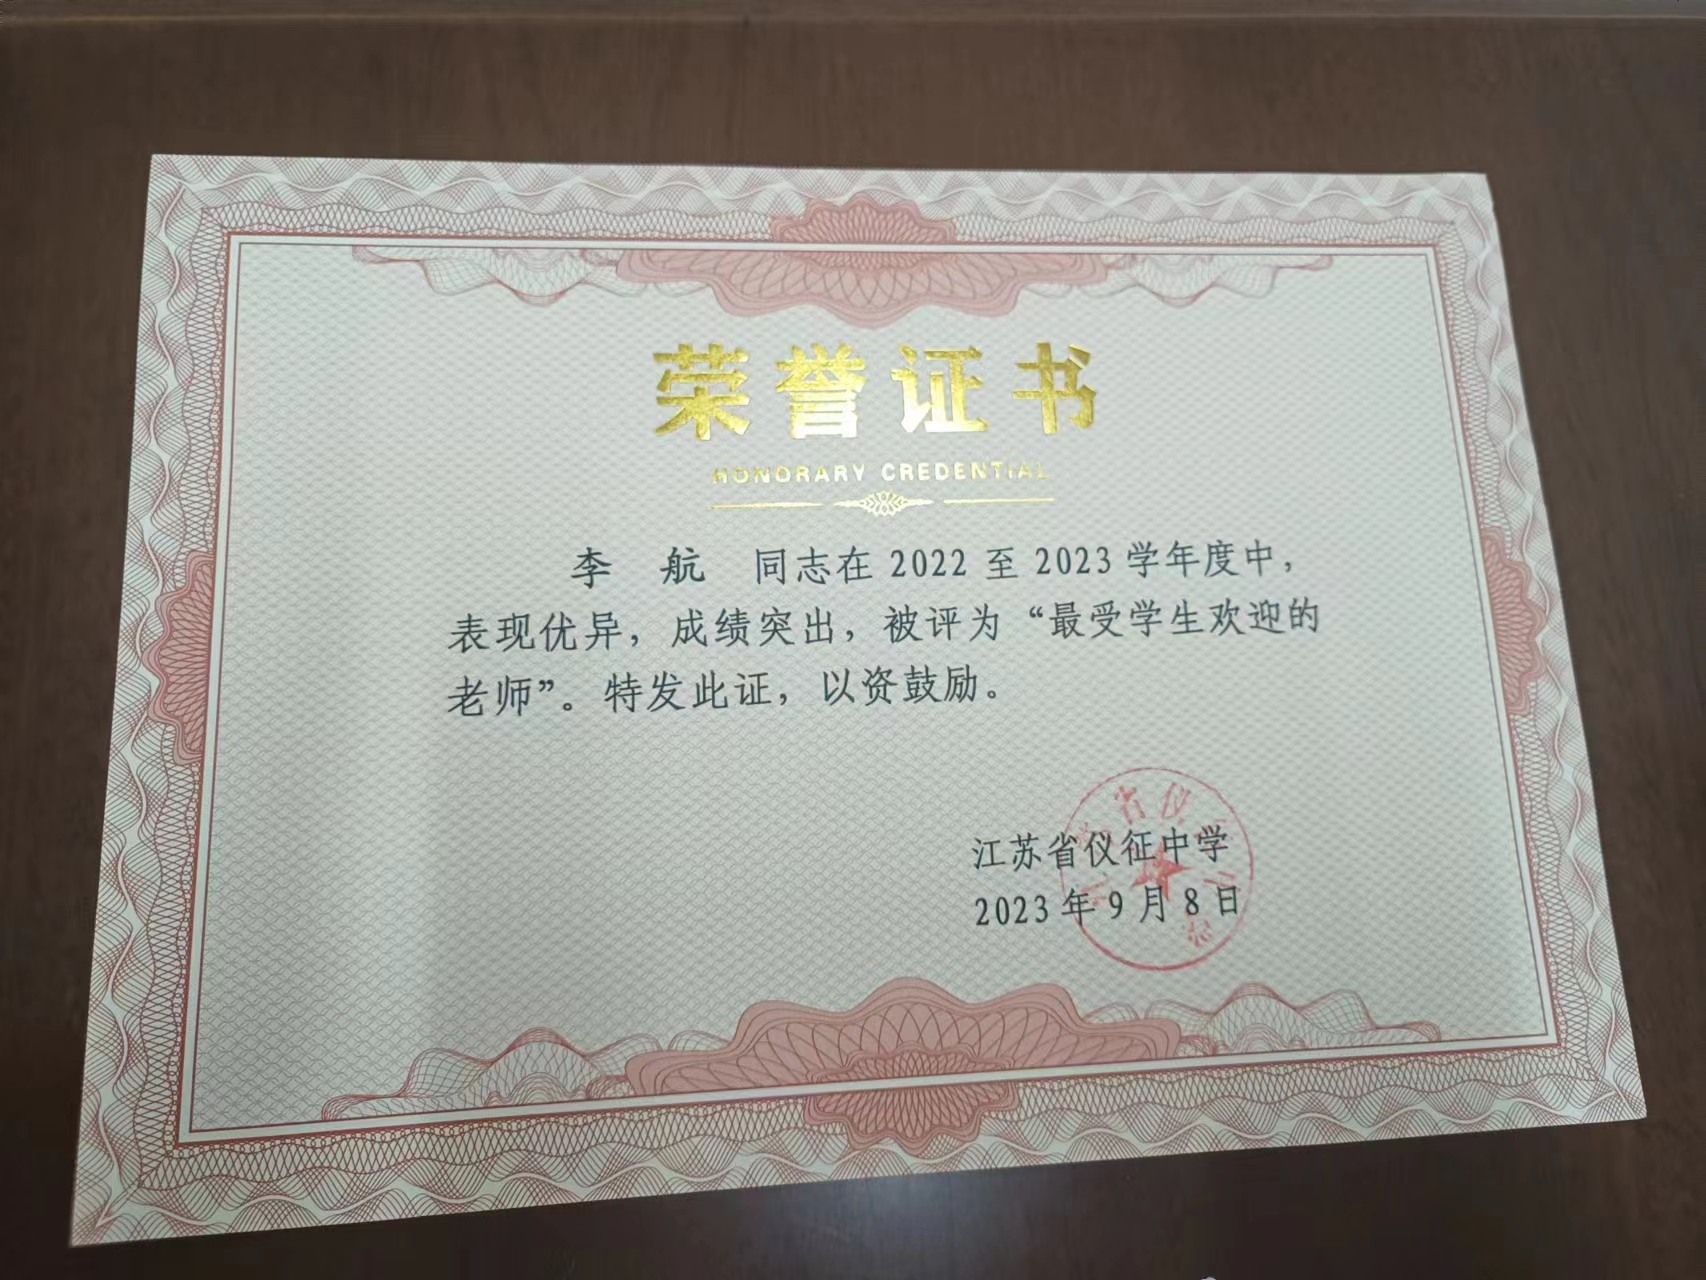 荣誉证书
HONORARY CREDENTIAL
李 航 同志在 2022 至 2023 学年度中，
表现优异，成绩突出，被评为“最受学生欢迎的
老师”。特发此证，以资鼓励。
江苏省仪征中学
2023 年 9 月 8 日
省仪